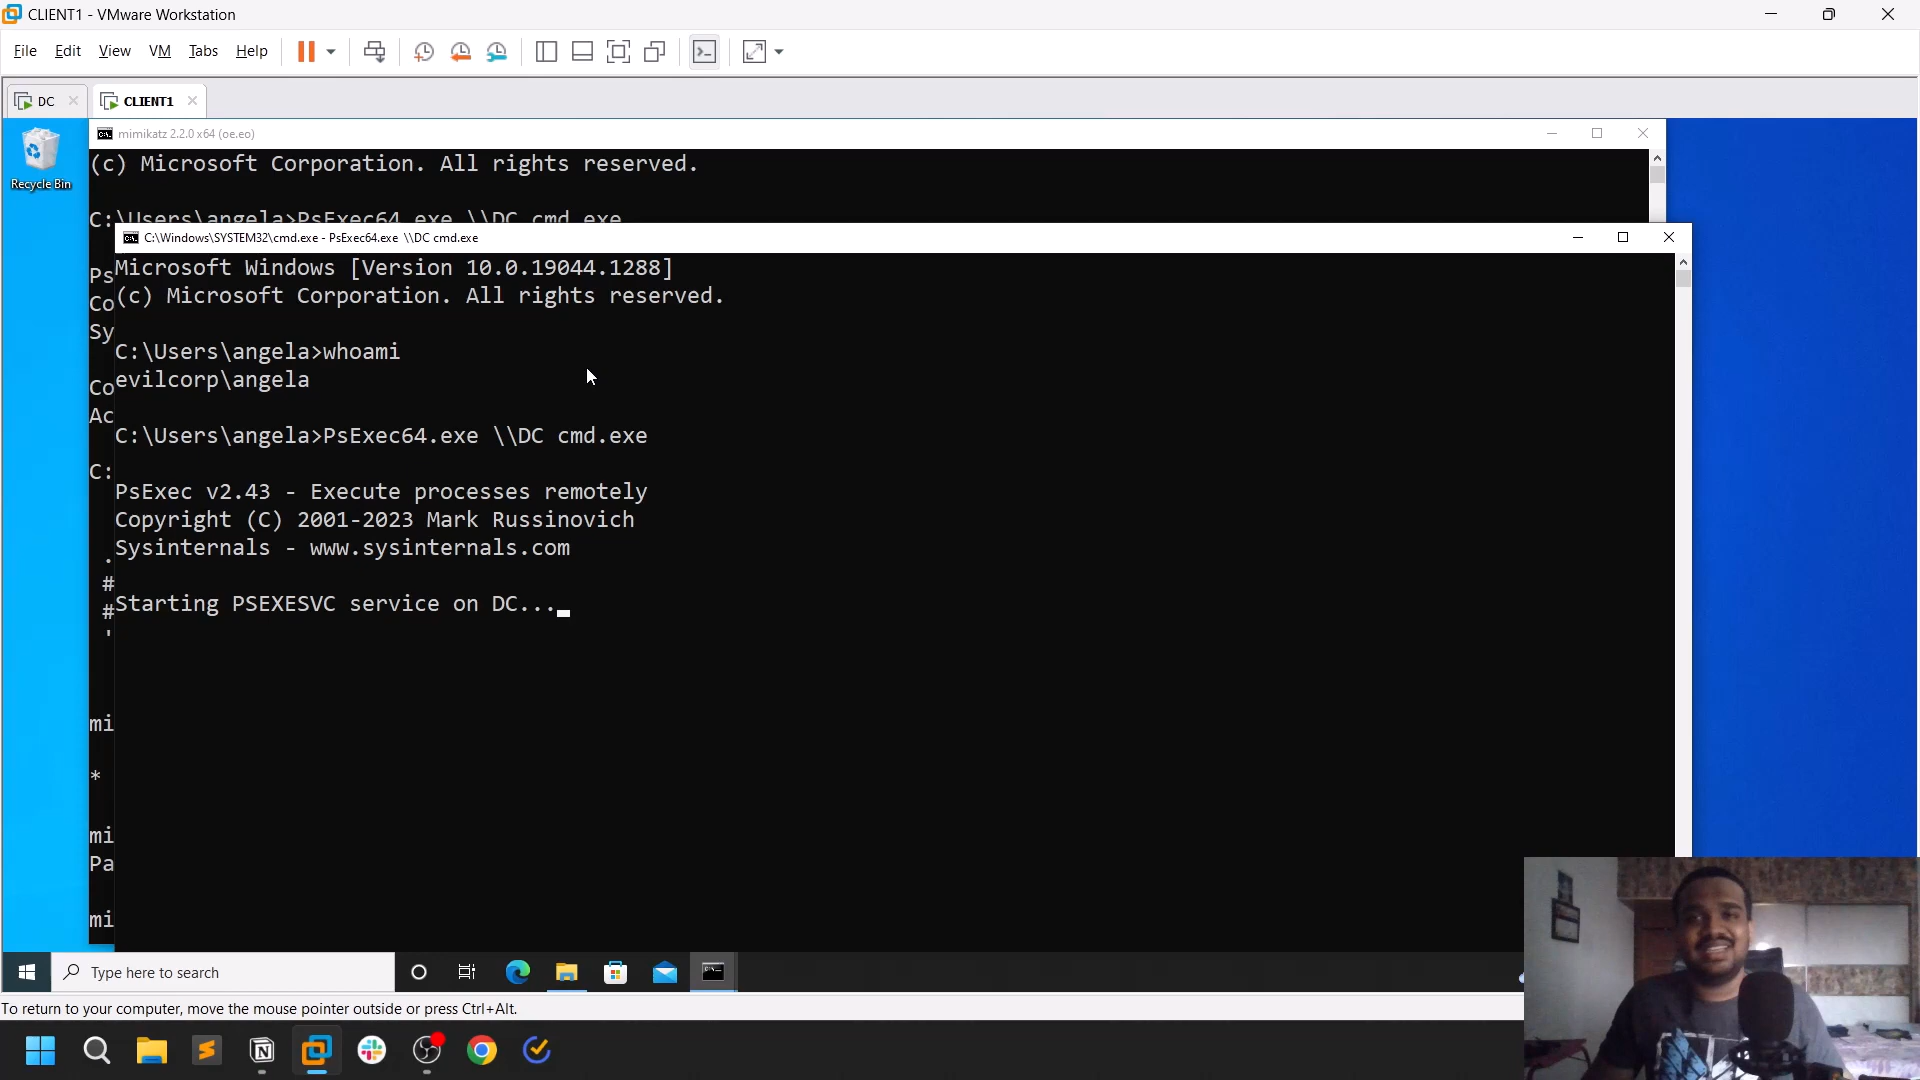 CLIENT1 - VMware Workstation
File Edit View VM Tabs Help
DC CLIENT1
Recycle Bin
mimikatz 2.2.0 x64 (oe.eo)
(c) Microsoft Corporation. All rights reserved.
C:\Users\angela>PsExec64.exe \\DC cmd.exe
C:\Windows\SYSTEM32\cmd.exe - PsExec64.exe \\DC cmd.exe
Ps
Co
Sy
Co
Ac
C:
.
#
#
'
mi
*
mi
Pa
mi
Microsoft Windows [Version 10.0.19044.1288]
(c) Microsoft Corporation. All rights reserved.
C:\Users\angela>whoami
evilcorp\angela
C:\Users\angela>PsExec64.exe \\DC cmd.exe
PsExec v2.43 - Execute processes remotely
Copyright (C) 2001-2023 Mark Russinovich
Sysinternals - www.sysinternals.com
Starting PSEXESVC service on DC...
Type here to search
To return to your computer, move the mouse pointer outside or press Ctrl+Alt.